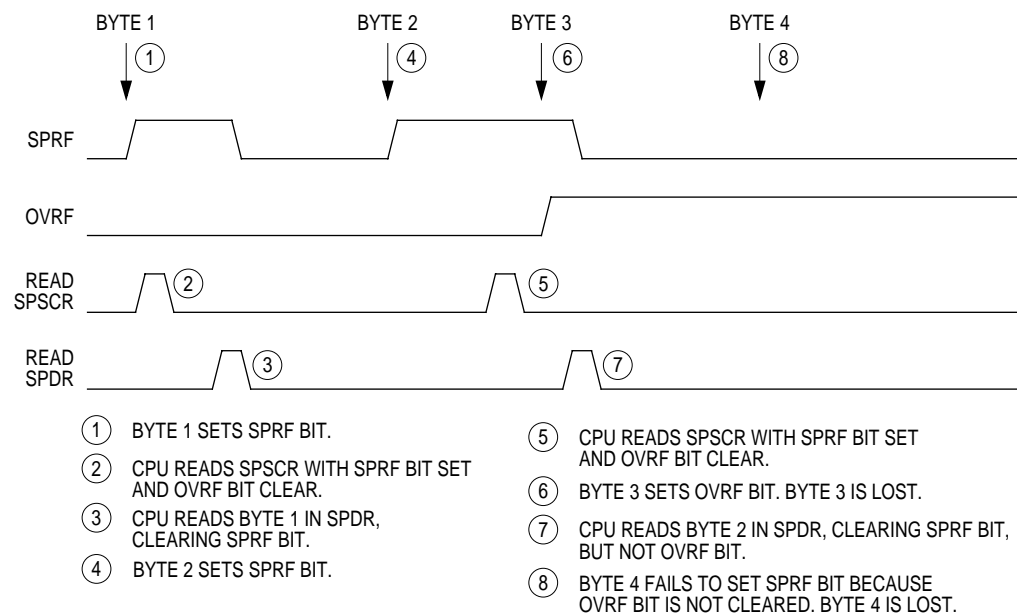 BYTE 1
BYTE 2
BYTE 3
BYTE 4
1
4
6
8
SPRF
OVRF
READ
SPSCR
2
5
READ
SPDR
3
7
1 BYTE 1 SETS SPRF BIT.
2 CPU READS SPSCR WITH SPRF BIT SET
AND OVRF BIT CLEAR.
3 CPU READS BYTE 1 IN SPDR,
CLEARING SPRF BIT.
4 BYTE 2 SETS SPRF BIT.
5 CPU READS SPSCR WITH SPRF BIT SET
AND OVRF BIT CLEAR.
6 BYTE 3 SETS OVRF BIT. BYTE 3 IS LOST.
7 CPU READS BYTE 2 IN SPDR, CLEARING SPRF BIT,
BUT NOT OVRF BIT.
8 BYTE 4 FAILS TO SET SPRF BIT BECAUSE
OVRF BIT IS NOT CLEARED. BYTE 4 IS LOST.